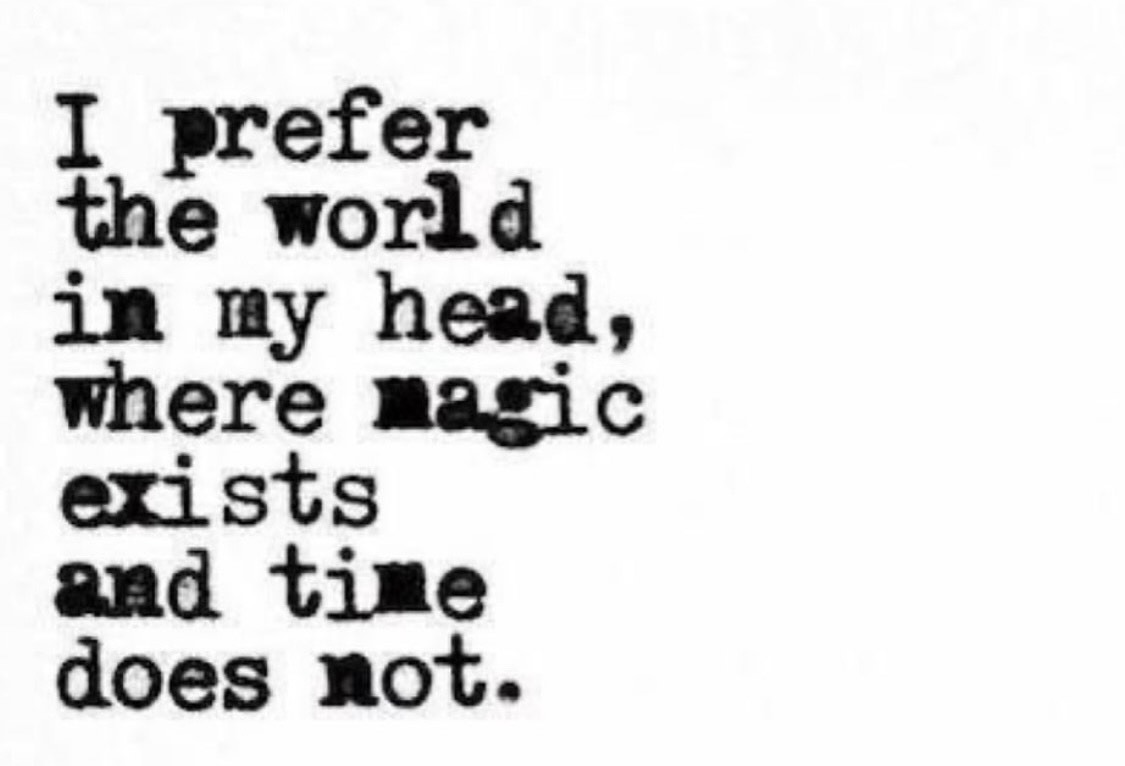 I prefer
the world
in my head,
where magic
exists
and time
does not.